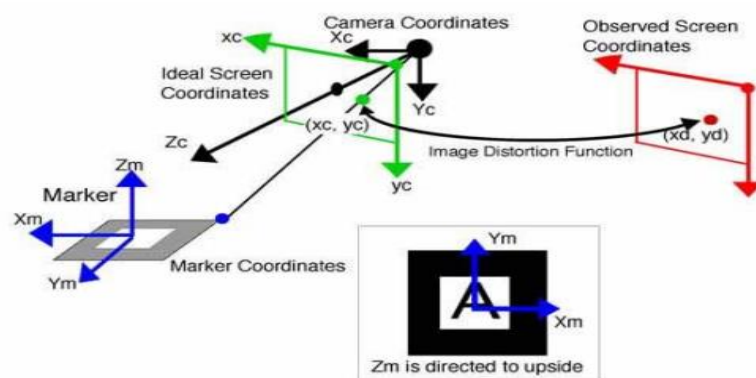 Camera Coordinates
Xc
xc
Ideal Screen
Coordinates
Yc
(xc, yc)
Zc
yc
Observed Screen
Coordinates
(xd, yd)
Image Distortion Function
Zm
Marker
Xm
Ym
Marker Coordinates
Ym
A
Xm
Zm is directed to upside